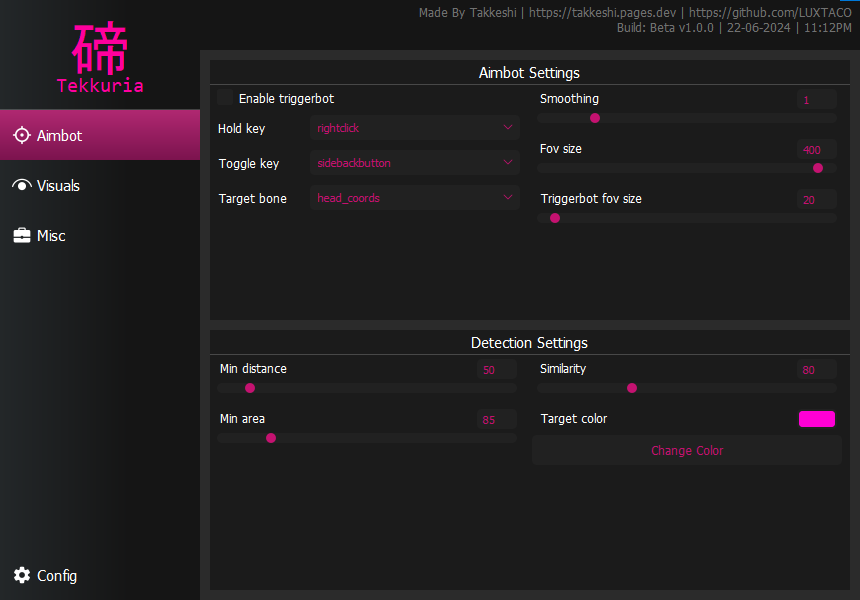 Made By Takkeshi | https://takkeshi.pages.dev | https://github.com/LUXTACO
Build: Beta v1.0.0 | 22-06-2024 | 11:12PM
碲
Tekkuria
Aimbot
Visuals
Misc
Config
Aimbot Settings
Enable triggerbot
Hold key rightclick
Toggle key sidebackbutton
Target bone head_coords
Smoothing 1
Fov size 400
Triggerbot fov size 20
Detection Settings
Min distance 50
Min area 85
Similarity 80
Target color
Change Color